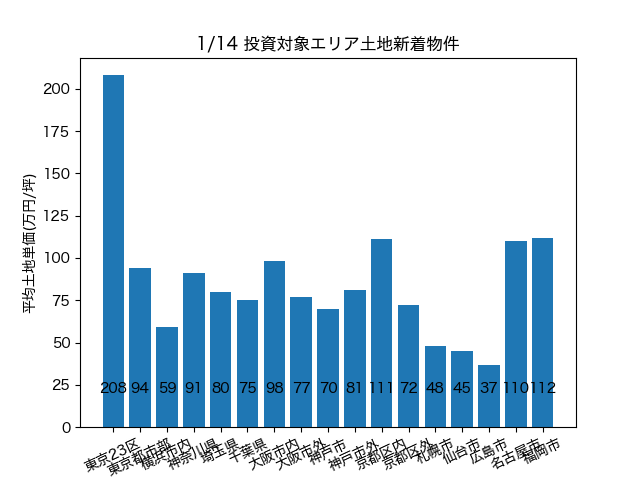 1/14 投資対象エリア土地新着物件
平均土地単価(万円/坪)
200
175
150
125
100
75
50
25
0
208 94 59 91 80 75 98 77 70 81 111 72 48 45 37 110 112
東京23区
東京都市部
横浜市内
神奈川県
埼玉県
千葉県
大阪市内
大阪市外
神戸市
神戸市外
京都区内
京都区外
札幌市
仙台市
広島市
名古屋市
福岡市